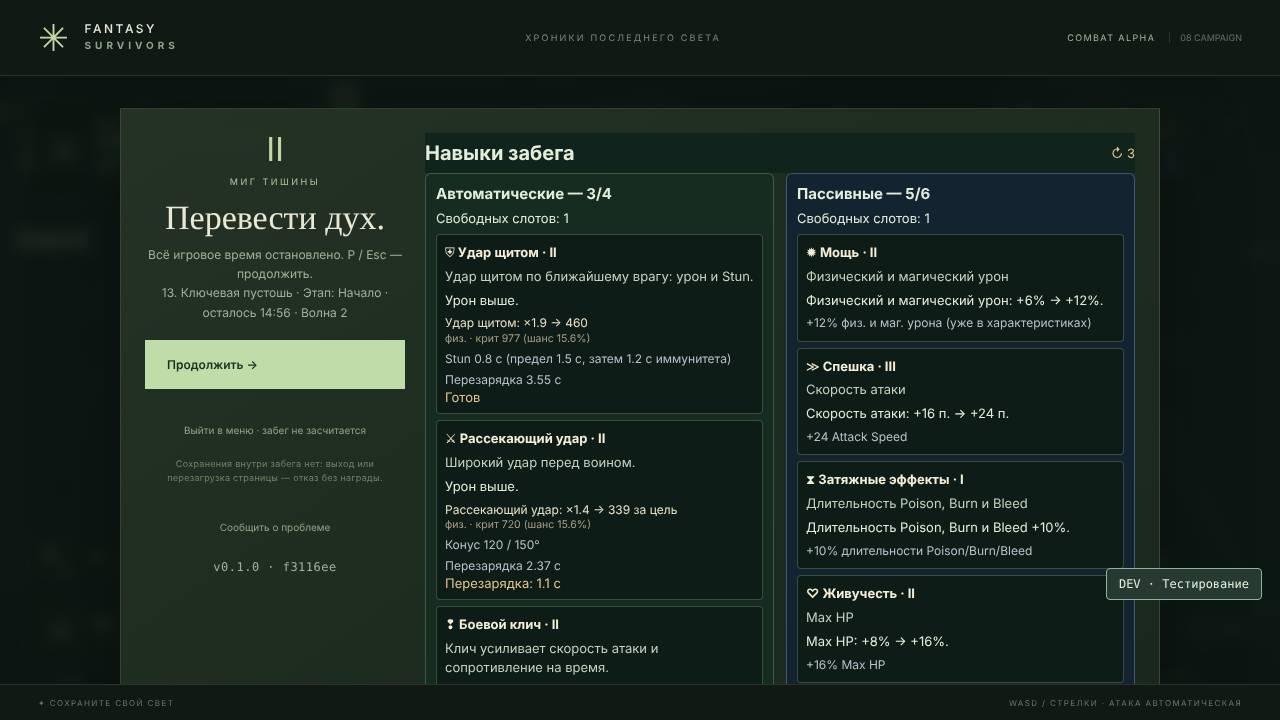 FANTASY
SURVIVORS
ХРОНИКИ ПОСЛЕДНЕГО СВЕТА
COMBAT ALPHA
08 CAMPAIGN
МИГ ТИШИНЫ
Перевести дух.
Всё игровое время остановлено. P / Esc —
продолжить.
13. Ключевая пустошь · Этап: Начало ·
осталось 14:56 · Волна 2
Продолжить →
Выйти в меню · забег не засчитается
Сохранения внутри забега нет: выход или
перезагрузка страницы — отказ без награды.
Сообщить о проблеме
v0.1.0 · f3116ee
Навыки забега
↻ 3
Автоматические — 3/4
Свободных слотов: 1
⛨ Удар щитом · II
Удар щитом по ближайшему врагу: урон и Stun.
Урон выше.
Удар щитом: ×1.9 → 460
физ. · крит 977 (шанс 15.6%)
Stun 0.8 с (предел 1.5 с, затем 1.2 с иммунитета)
Перезарядка 3.55 с
Готов
⚔ Рассекающий удар · II
Широкий удар перед воином.
Урон выше.
Рассекающий удар: ×1.4 → 339 за цель
физ. · крит 720 (шанс 15.6%)
Конус 120 / 150°
Перезарядка 2.37 с
Перезарядка: 1.1 с
❢ Боевой клич · II
Клич усиливает скорость атаки и
сопротивление на время.
Пассивные — 5/6
Свободных слотов: 1
✹ Мощь · II
Физический и магический урон
Физический и магический урон: +6% → +12%.
+12% физ. и маг. урона (уже в характеристиках)
≫ Спешка · III
Скорость атаки
Скорость атаки: +16 п. → +24 п.
+24 Attack Speed
⧗ Затяжные эффекты · I
Длительность Poison, Burn и Bleed
Длительность Poison, Burn и Bleed +10%.
+10% длительности Poison/Burn/Bleed
♡ Живучесть · II
Max HP
Max HP: +8% → +16%.
+16% Max HP
DEV · Тестирование
✦ СОХРАНИТЕ СВОЙ СВЕТ
WASD / СТРЕЛКИ · АТАКА АВТОМАТИЧЕСКАЯ